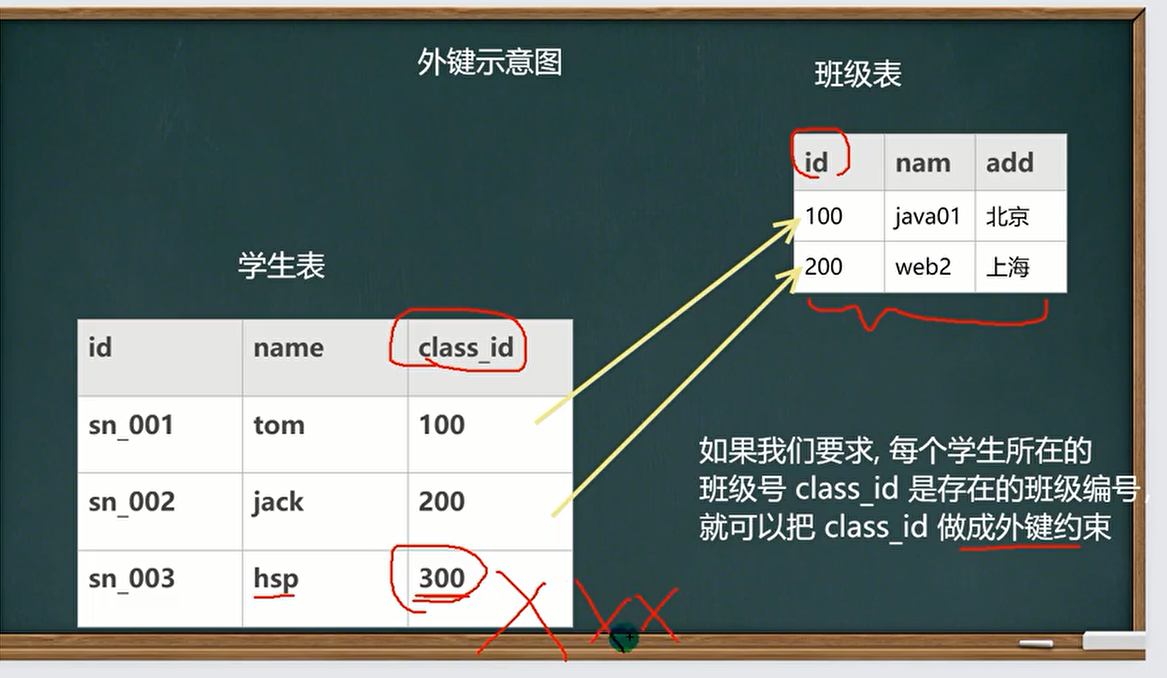 外键示意图
班级表
id nam add
100 java01 北京
200 web2 上海
学生表
id name class_id
sn_001 tom 100
sn_002 jack 200
sn_003 hsp 300
如果我们要求, 每个学生所在的
班级号 class_id 是存在的班级编号,
就可以把 class_id 做成外键约束